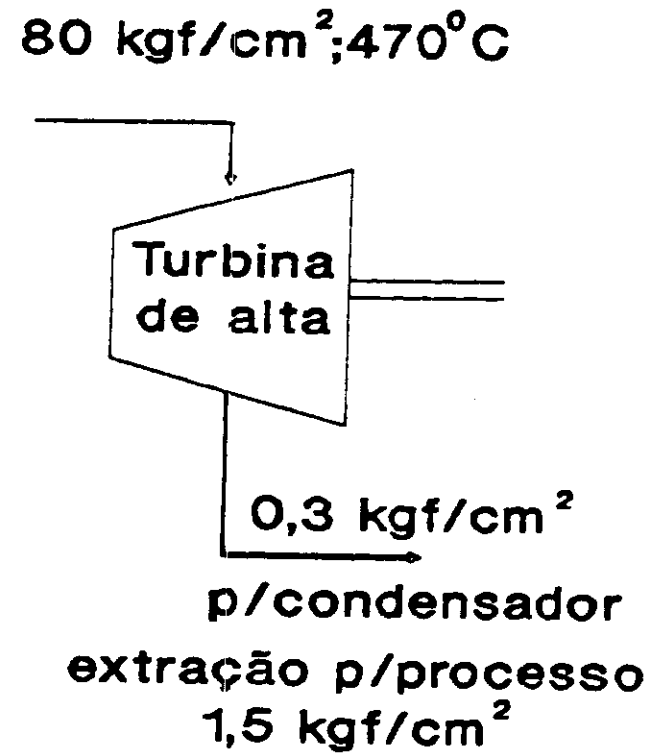 80 kgf/cm²;470°C
Turbina
de alta
0,3 kgf/cm²
p/condensador
extração p/processo
1,5 kgf/cm²